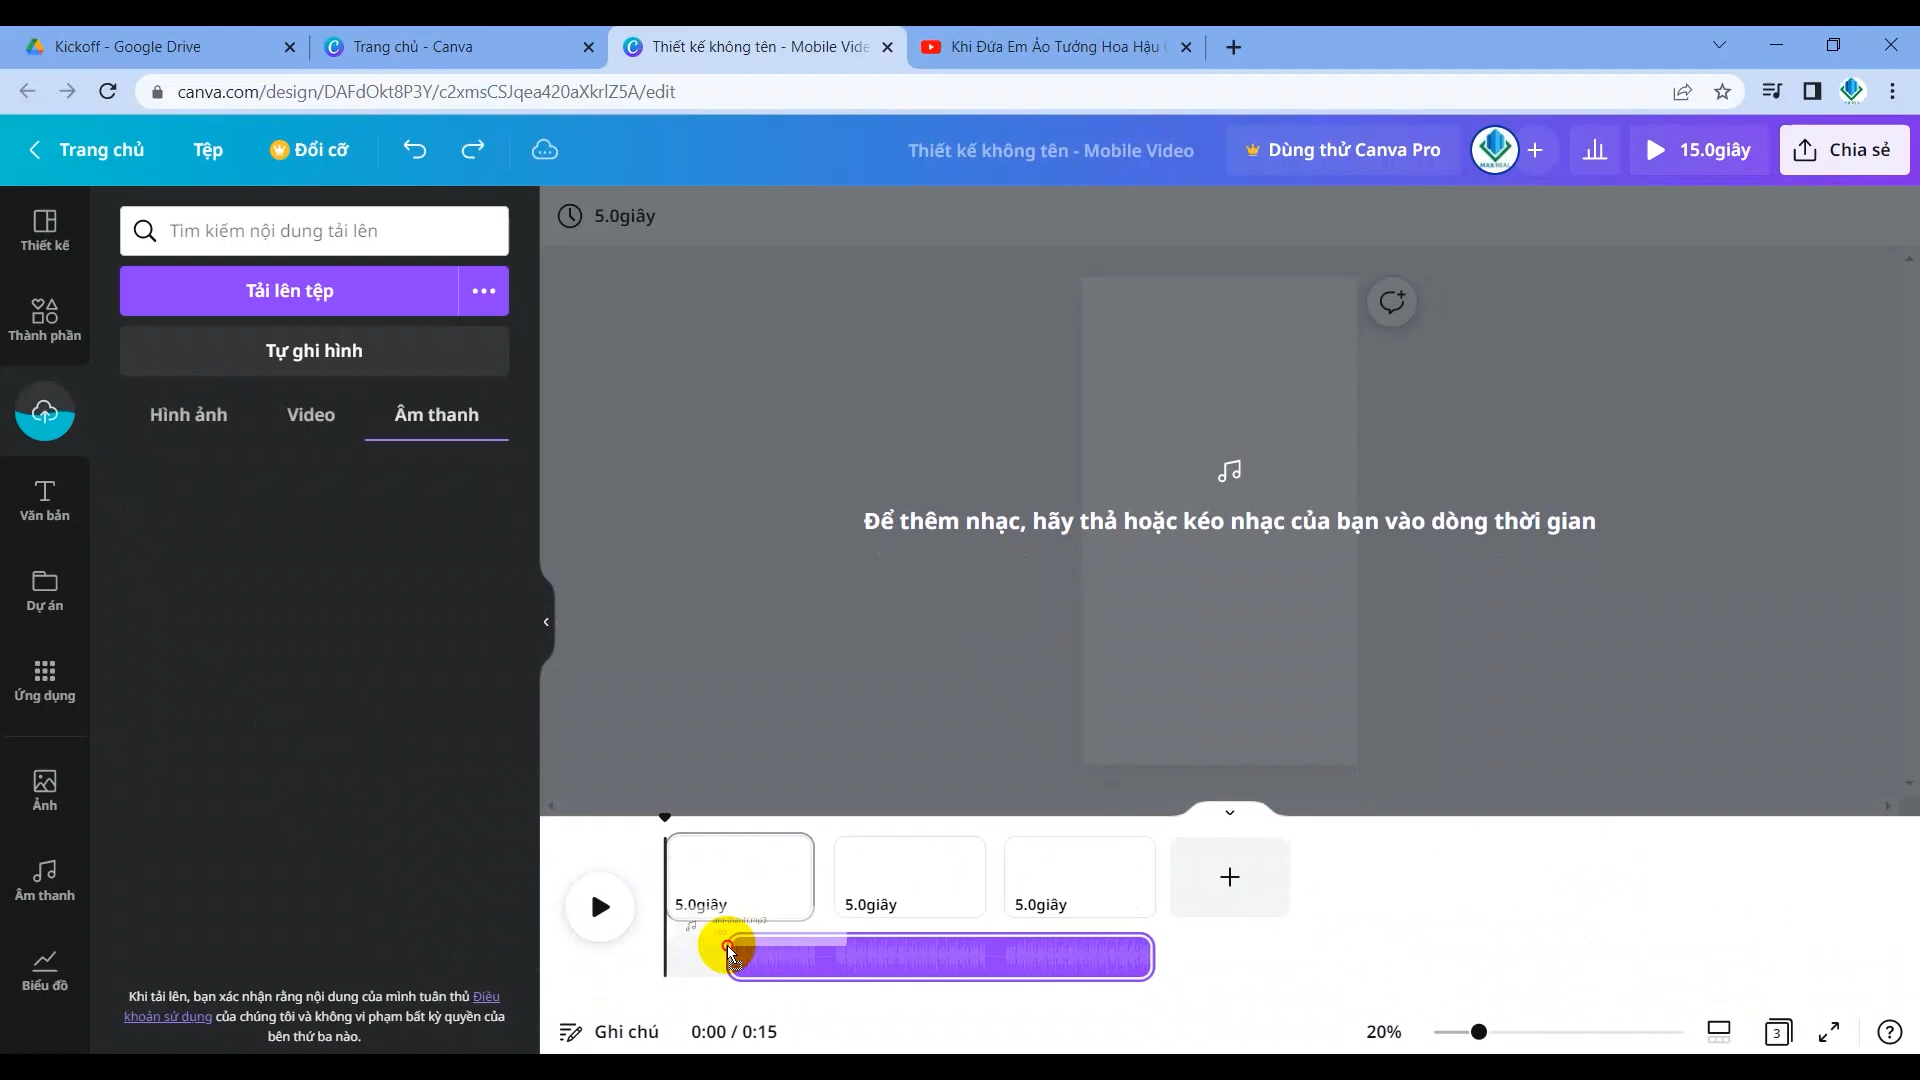 Kickoff - Google Drive
Trang chủ - Canva
Thiết kế không tên - Mobile Vide
Khi Đứa Em Ảo Tưởng Hoa Hậu
canva.com/design/DAFdOkt8P3Y/c2xmsCSJqea420aXkrlZ5A/edit
Trang chủ
Tệp
Đổi cỡ
Thiết kế không tên - Mobile Video
Dùng thử Canva Pro
15.0giây
Chia sẻ
Thiết kế
Tìm kiếm nội dung tải lên
5.0giây
Tải lên tệp
Thành phần
Tự ghi hình
Hình ảnh
Video
Âm thanh
Văn bản
Để thêm nhạc, hãy thả hoặc kéo nhạc của bạn vào dòng thời gian
Dự án
Ứng dụng
Ảnh
Âm thanh
Biểu đồ
5.0giây
5.0giây
5.0giây
Khi tải lên, bạn xác nhận rằng nội dung của mình tuân thủ Điều
khoản sử dụng của chúng tôi và không vi phạm bất kỳ quyền của
bên thứ ba nào.
Ghi chú
0:00 / 0:15
20%
3